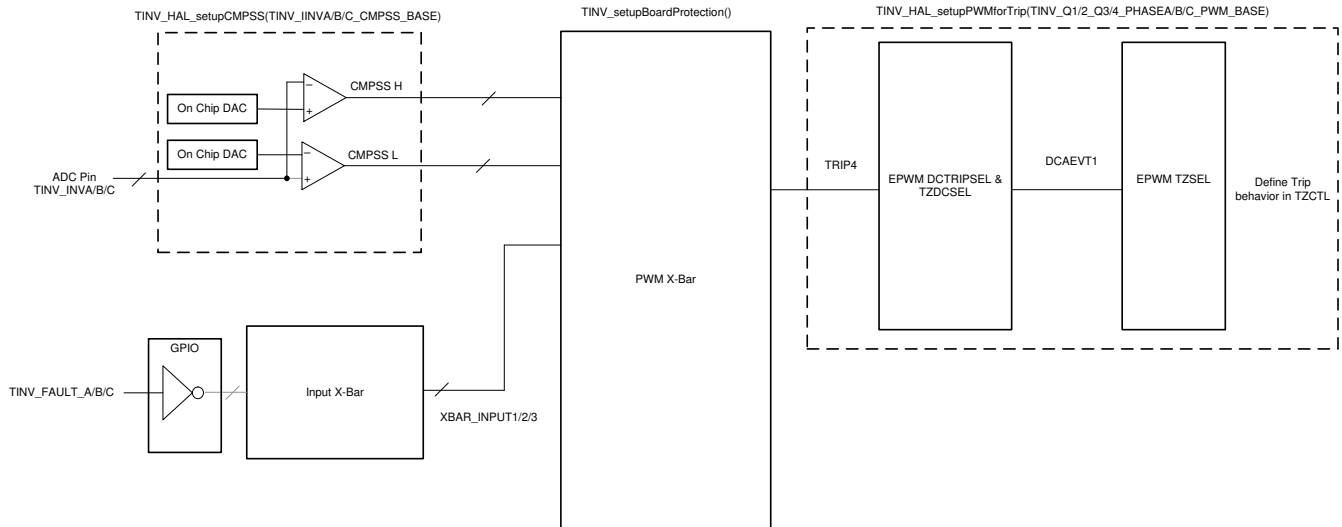 TINV_HAL_setupCMPSS(TINV_IINVA/B/C_CMPSS_BASE)
TINV_setupBoardProtection()
TINV_HAL_setupPWMforTrip(TINV_Q1/2_Q3/4_PHASEA/B/C_PWM_BASE)
On Chip DAC
−
+
CMPSS H
On Chip DAC
−
+
CMPSS L
ADC Pin
TINV_INVA/B/C
TRIP4
EPWM DCTRIPSEL &
TZDCSEL
DCAEVT1
EPWM TZSEL
Define Trip
behavior in TZCTL
PWM X-Bar
GPIO
TINV_FAULT_A/B/C
Input X-Bar
XBAR_INPUT1/2/3